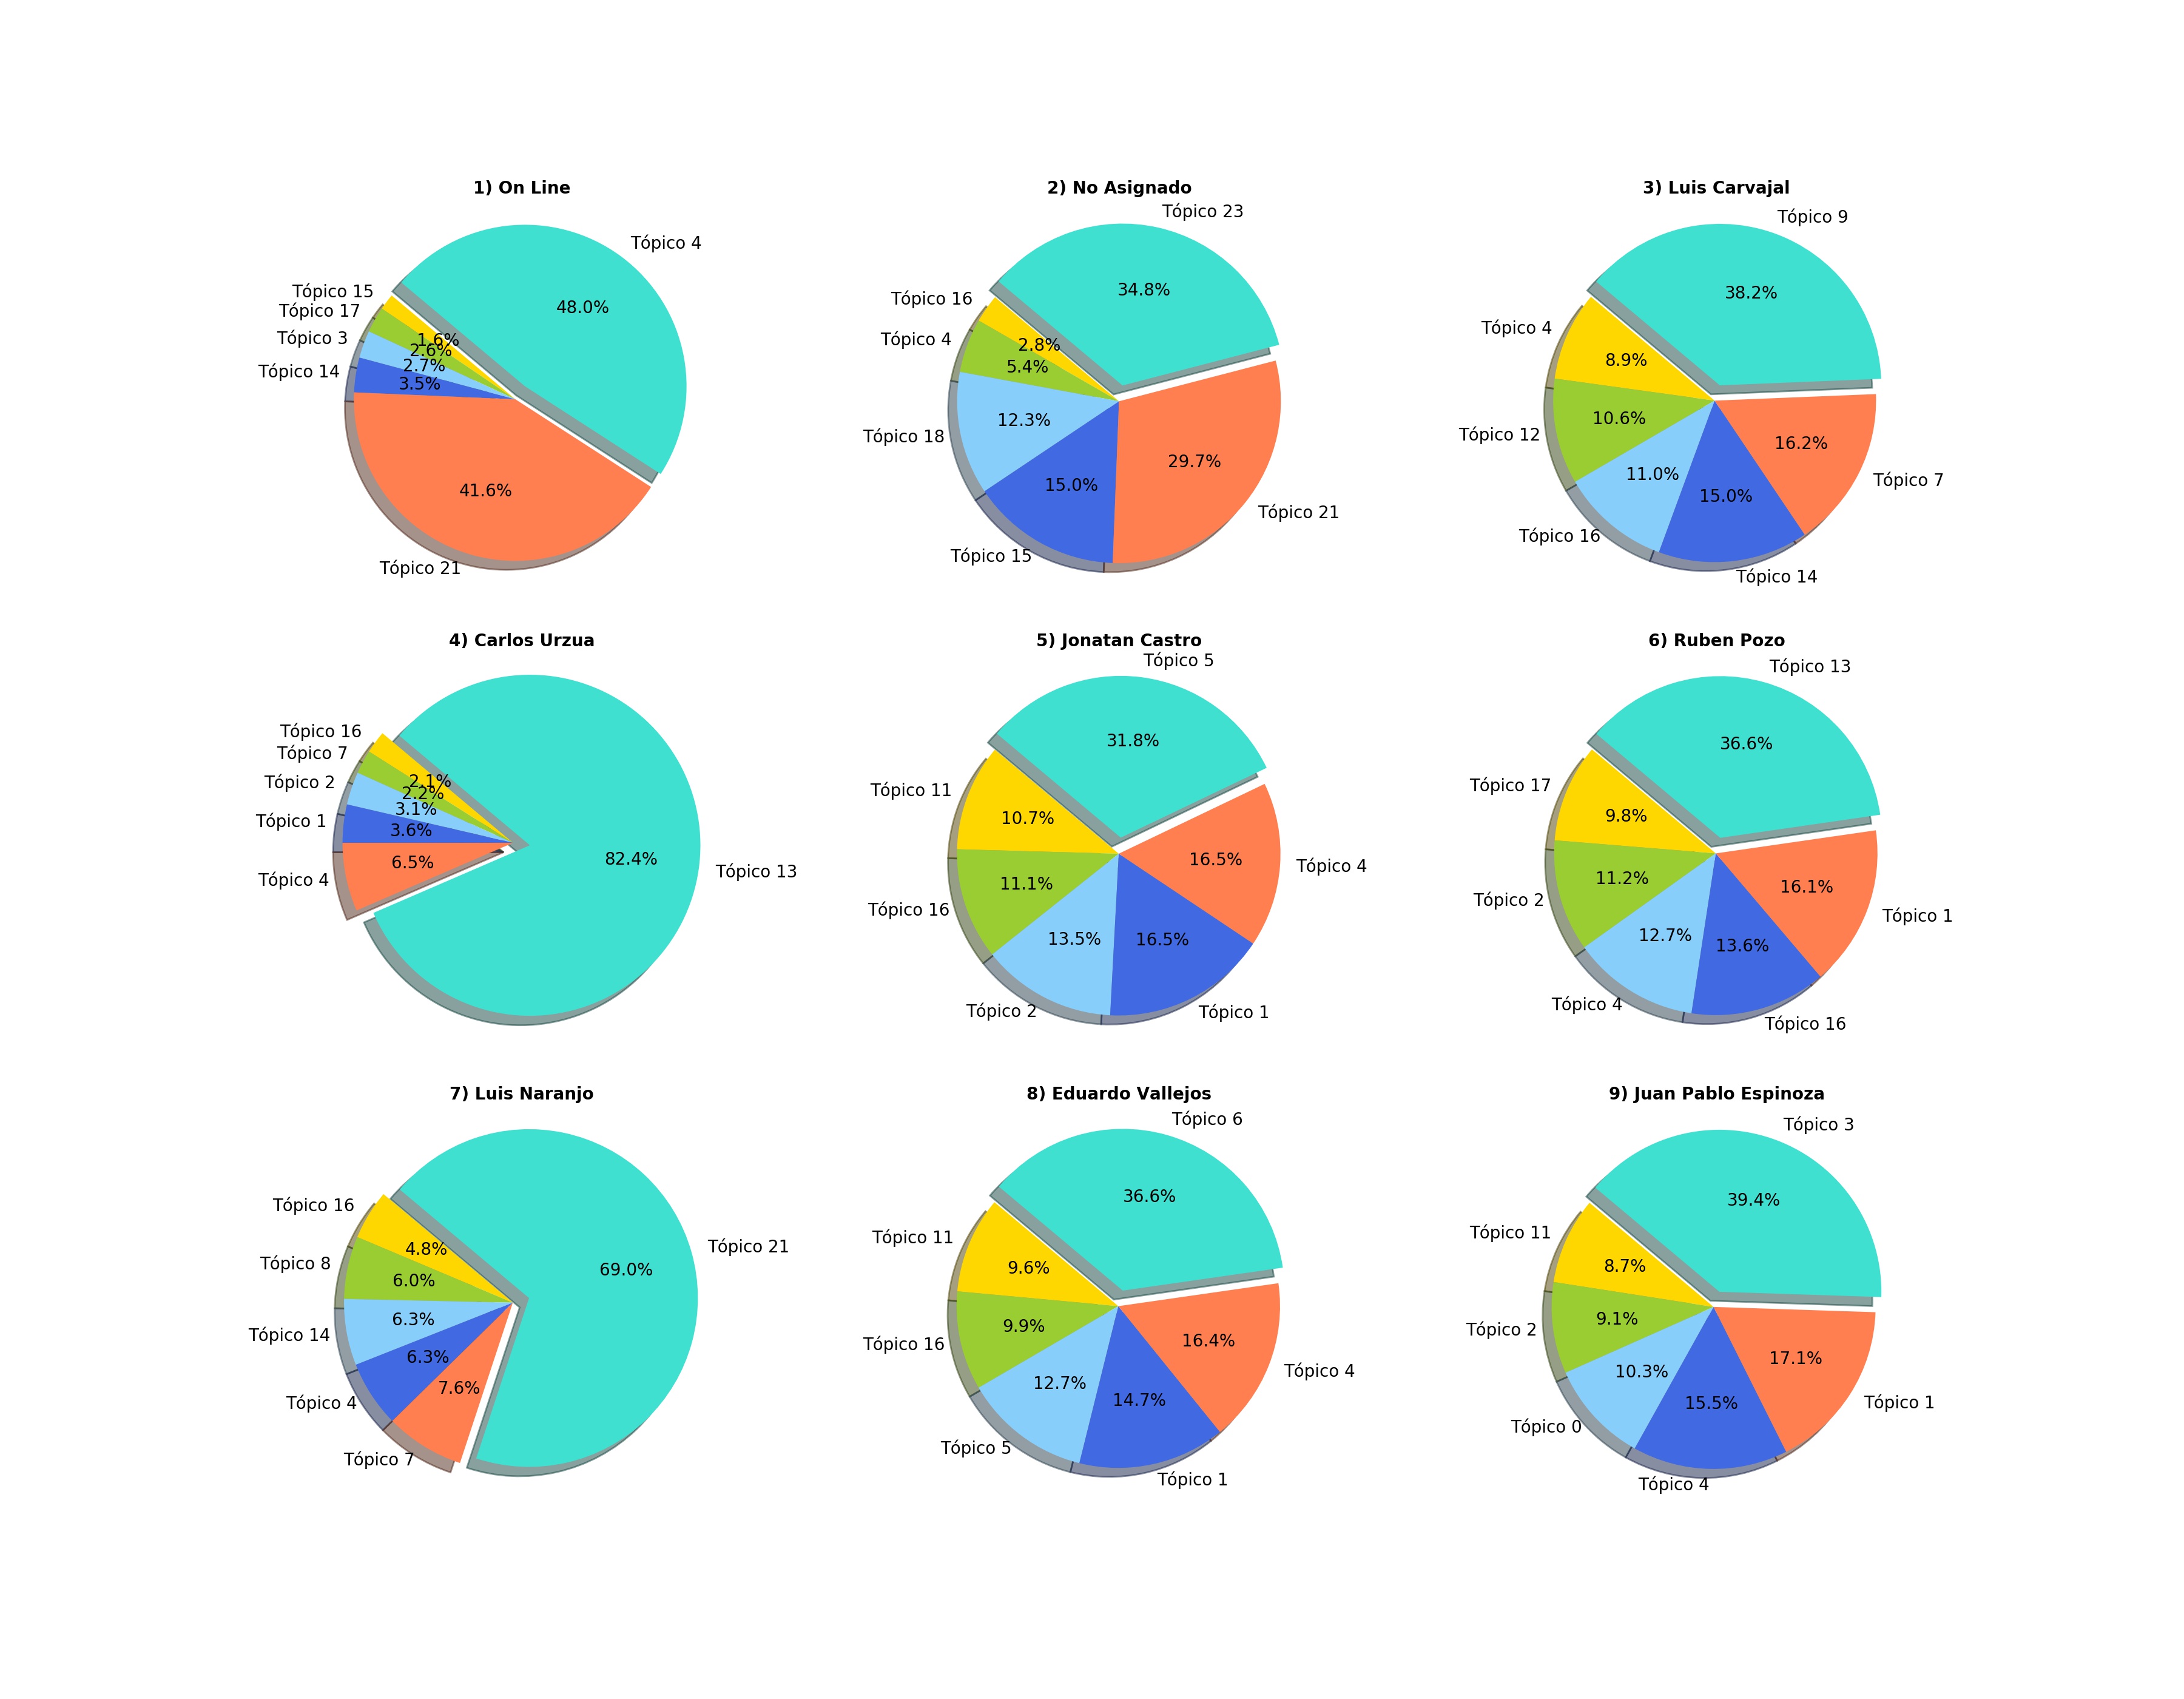 1) On Line
Tópico 4
48.0%
Tópico 15
1.6%
Tópico 17
2.6%
Tópico 3
2.7%
Tópico 14
3.5%
Tópico 21
41.6%
2) No Asignado
Tópico 23
34.8%
Tópico 16
2.8%
Tópico 4
5.4%
Tópico 18
12.3%
Tópico 15
15.0%
Tópico 21
29.7%
3) Luis Carvajal
Tópico 9
38.2%
Tópico 4
8.9%
Tópico 12
10.6%
Tópico 16
11.0%
Tópico 14
15.0%
Tópico 7
16.2%
4) Carlos Urzua
Tópico 16
2.1%
Tópico 7
2.2%
Tópico 2
3.1%
Tópico 1
3.6%
Tópico 4
6.5%
Tópico 13
82.4%
5) Jonatan Castro
Tópico 5
31.8%
Tópico 11
10.7%
Tópico 16
11.1%
Tópico 2
13.5%
Tópico 1
16.5%
Tópico 4
16.5%
6) Ruben Pozo
Tópico 13
36.6%
Tópico 17
9.8%
Tópico 2
11.2%
Tópico 4
12.7%
Tópico 16
13.6%
Tópico 1
16.1%
7) Luis Naranjo
Tópico 16
4.8%
Tópico 8
6.0%
Tópico 14
6.3%
Tópico 4
6.3%
Tópico 7
7.6%
Tópico 21
69.0%
8) Eduardo Vallejos
Tópico 6
36.6%
Tópico 11
9.6%
Tópico 16
9.9%
Tópico 5
12.7%
Tópico 1
14.7%
Tópico 4
16.4%
9) Juan Pablo Espinoza
Tópico 3
39.4%
Tópico 11
8.7%
Tópico 2
9.1%
Tópico 0
10.3%
Tópico 4
15.5%
Tópico 1
17.1%